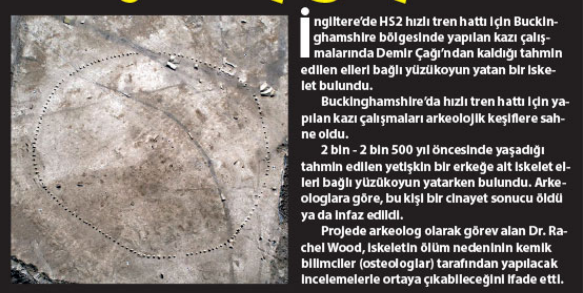 İngiltere’de HS2 hızlı tren hattı için Buckin-
ghamshire bölgesinde yapılan kazı çalış-
malarında Demir Çağı’ndan kaldığı tahmin
edilen elleri bağlı yüzükoyun yatan bir iske-
let bulundu.
Buckinghamshire’da hızlı tren hattı için ya-
pılan kazı çalışmaları arkeolojik keşiflere sah-
ne oldu.
2 bin - 2 bin 500 yıl öncesinde yaşadığı
tahmin edilen yetişkin bir erkeğe ait iskelet el-
leri bağlı yüzükoyun yatarken bulundu. Arke-
ologlara göre, bu kişi bir cinayet sonucu öldü
ya da infaz edildi.
Projede arkeolog olarak görev alan Dr. Ra-
chel Wood, iskeletin ölüm nedeninin kemik
bilimciler (osteologlar) tarafından yapılacak
incelemelerle ortaya çıkabileceğini ifade etti.